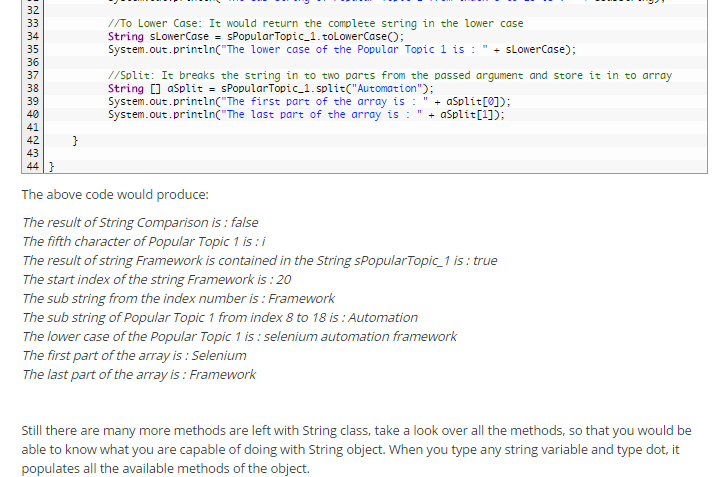 32
33 //To Lower Case: It would return the complete string in the lower case
34 String sLowerCase = sPopularTopic_1.toLowerCase();
35 System.out.println("The lower case of the Popular Topic 1 is : " + sLowerCase);
36
37 //Split: It breaks the string in to two parts from the passed argument and store it in to array
38 String [] aSplit = sPopularTopic_1.split("Automation");
39 System.out.println("The first part of the array is : " + aSplit[0]);
40 System.out.println("The last part of the array is : " + aSplit[1]);
41
42 }
43
44 }
The above code would produce:
The result of String Comparison is : false
The fifth character of Popular Topic 1 is : i
The result of string Framework is contained in the String sPopularTopic_1 is : true
The start index of the string Framework is : 20
The sub string from the index number is : Framework
The sub string of Popular Topic 1 from index 8 to 18 is : Automation
The lower case of the Popular Topic 1 is : selenium automation framework
The first part of the array is : Selenium
The last part of the array is : Framework
Still there are many more methods are left with String class, take a look over all the methods, so that you would be
able to know what you are capable of doing with String object. When you type any string variable and type dot, it
populates all the available methods of the object.